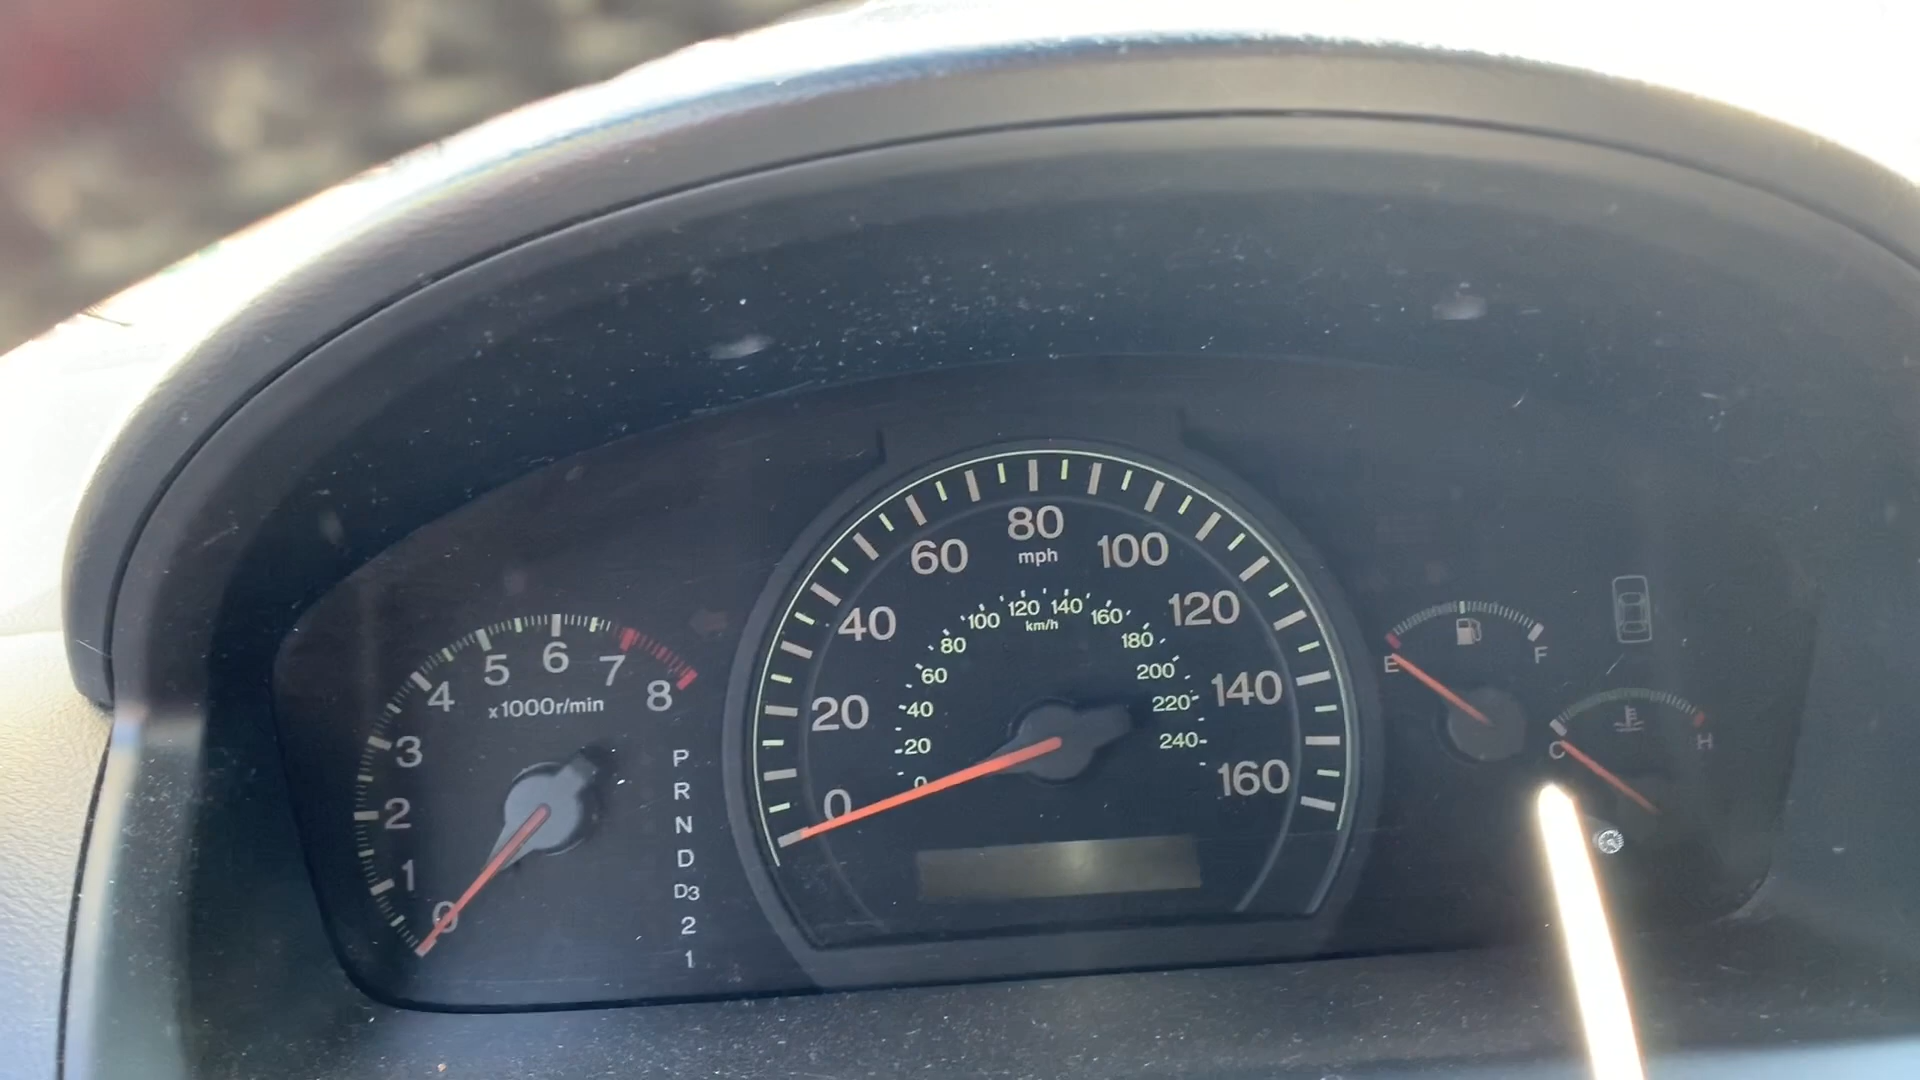 0 1 2 3 4 5 6 7 8
x1000r/min
P
R
N
D
D3
2
1
0 20 40 60 80 100 120 140 160
mph
0 20 40 60 80 100 120 140 160 180 200 220 240
km/h
E F
C H